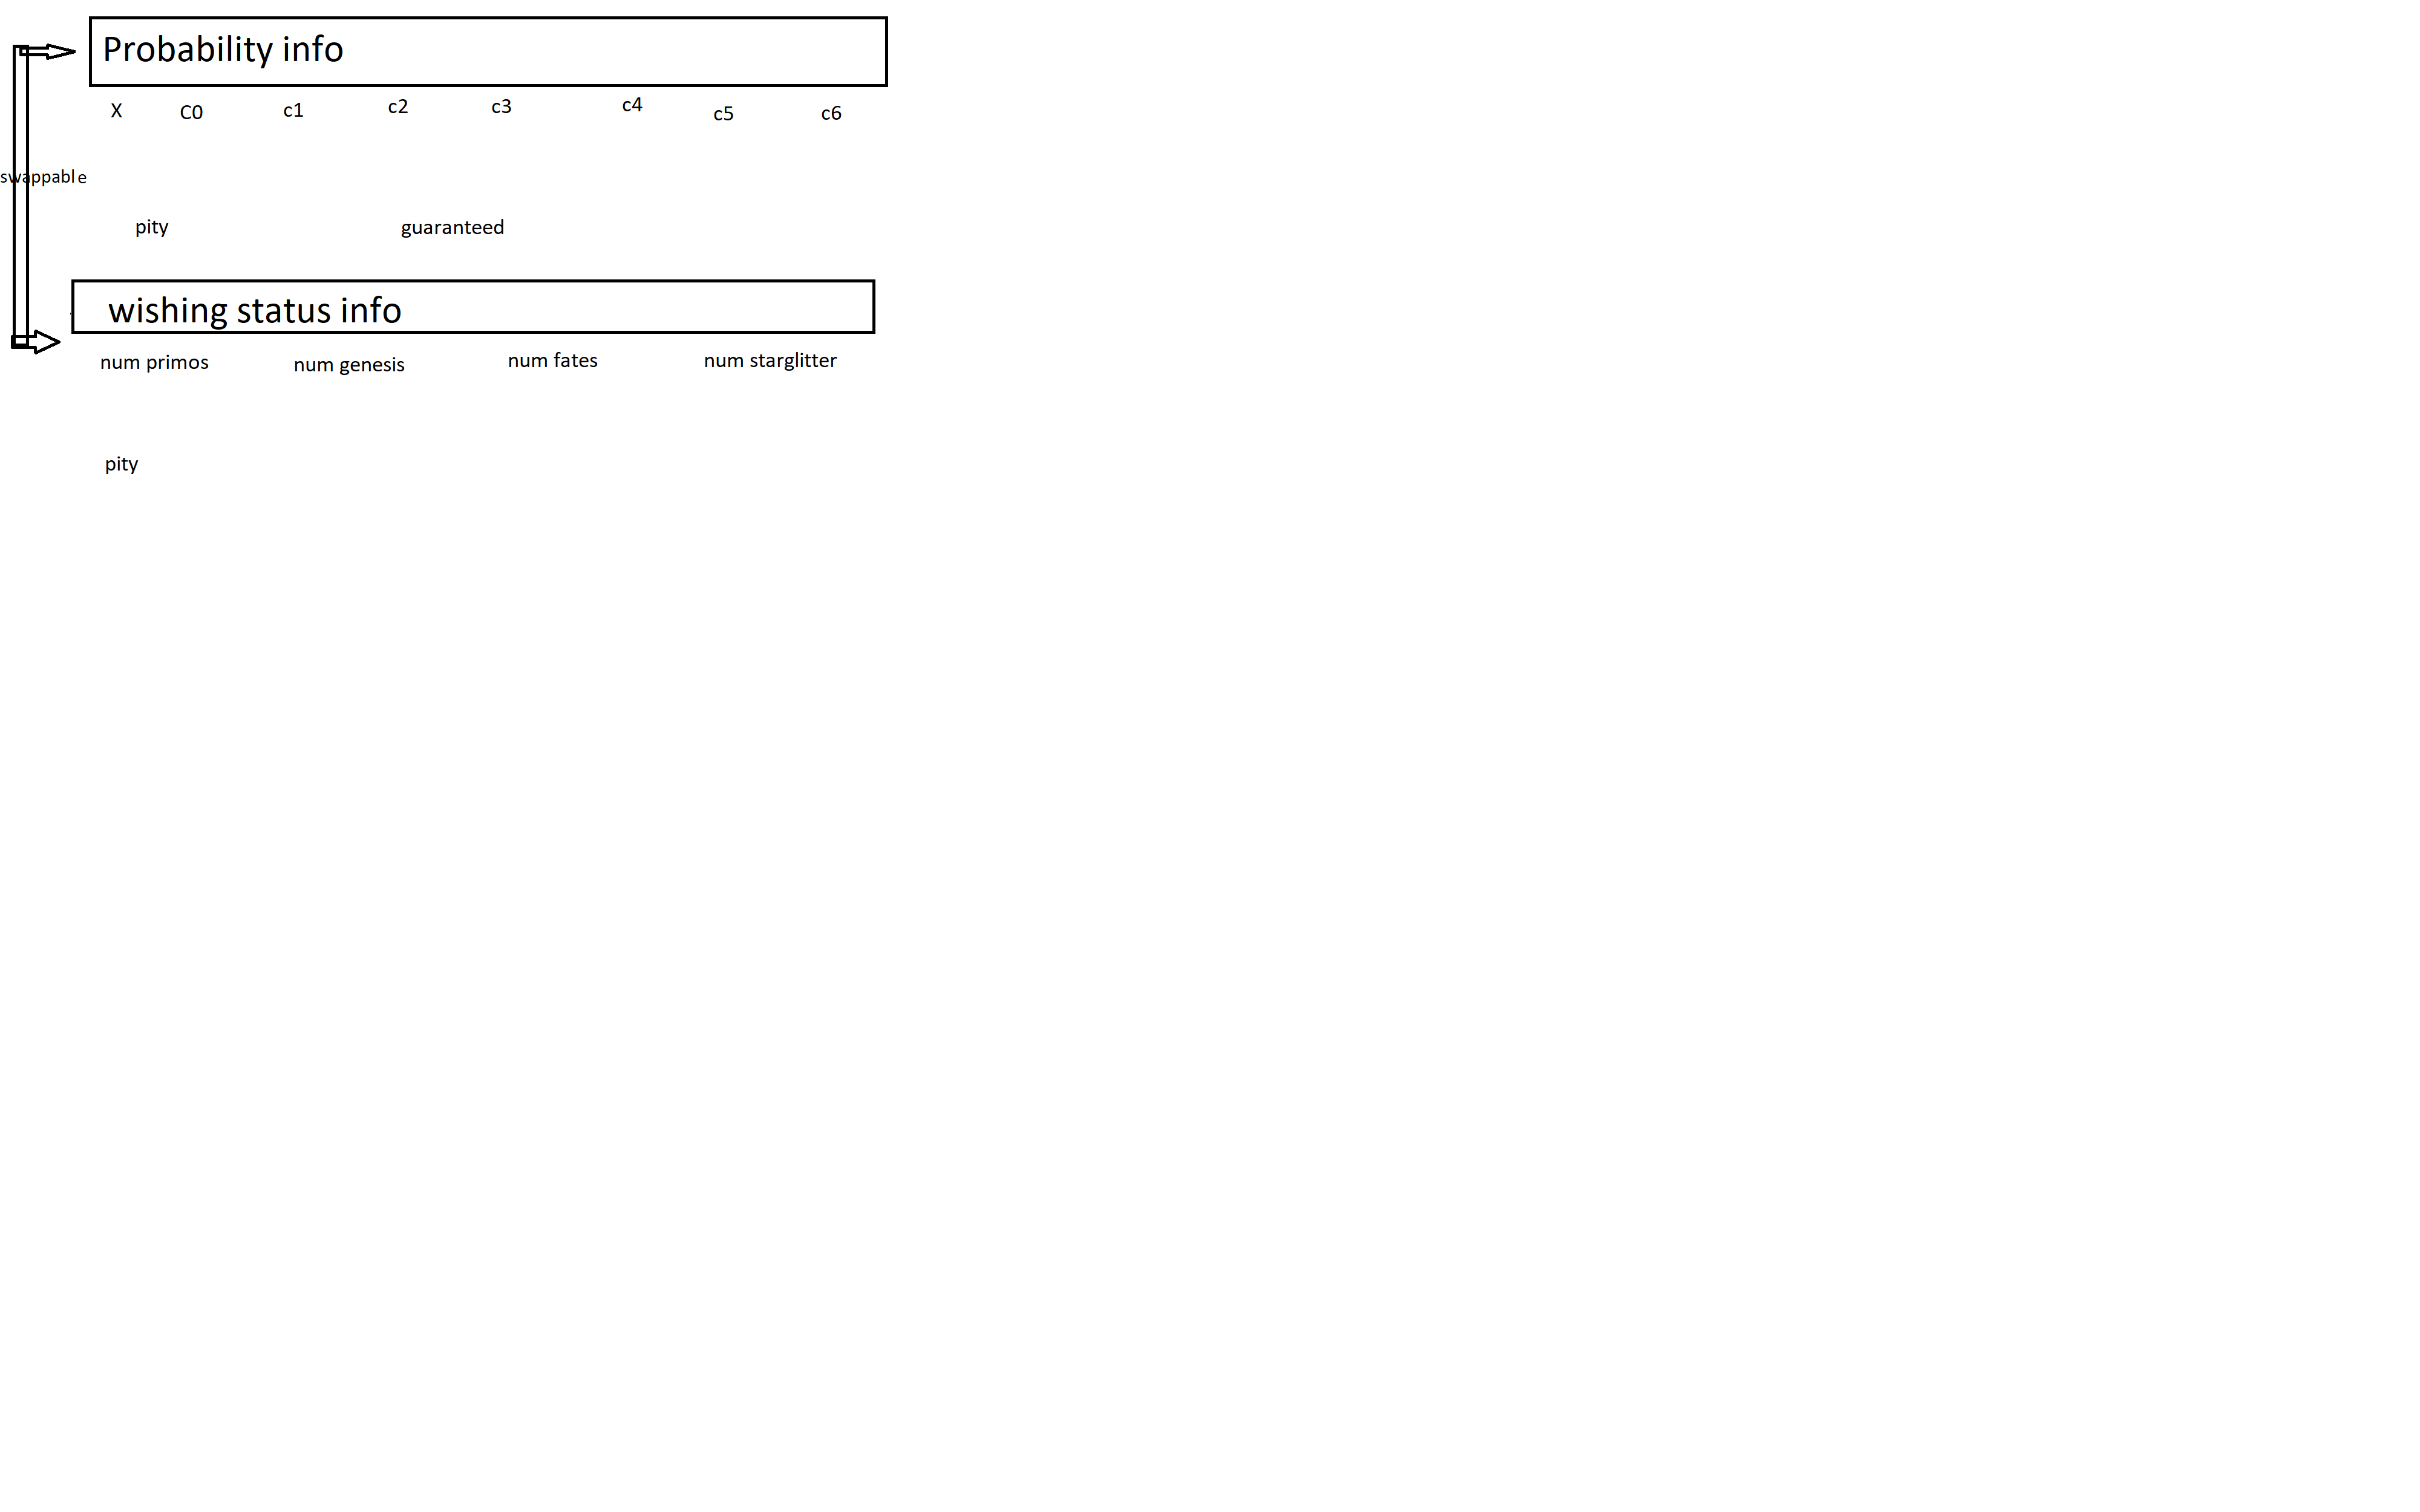 Probability info
X C0 c1 c2 c3 c4 c5 c6
swappable
pity guaranteed
wishing status info
num primos num genesis num fates num starglitter
pity